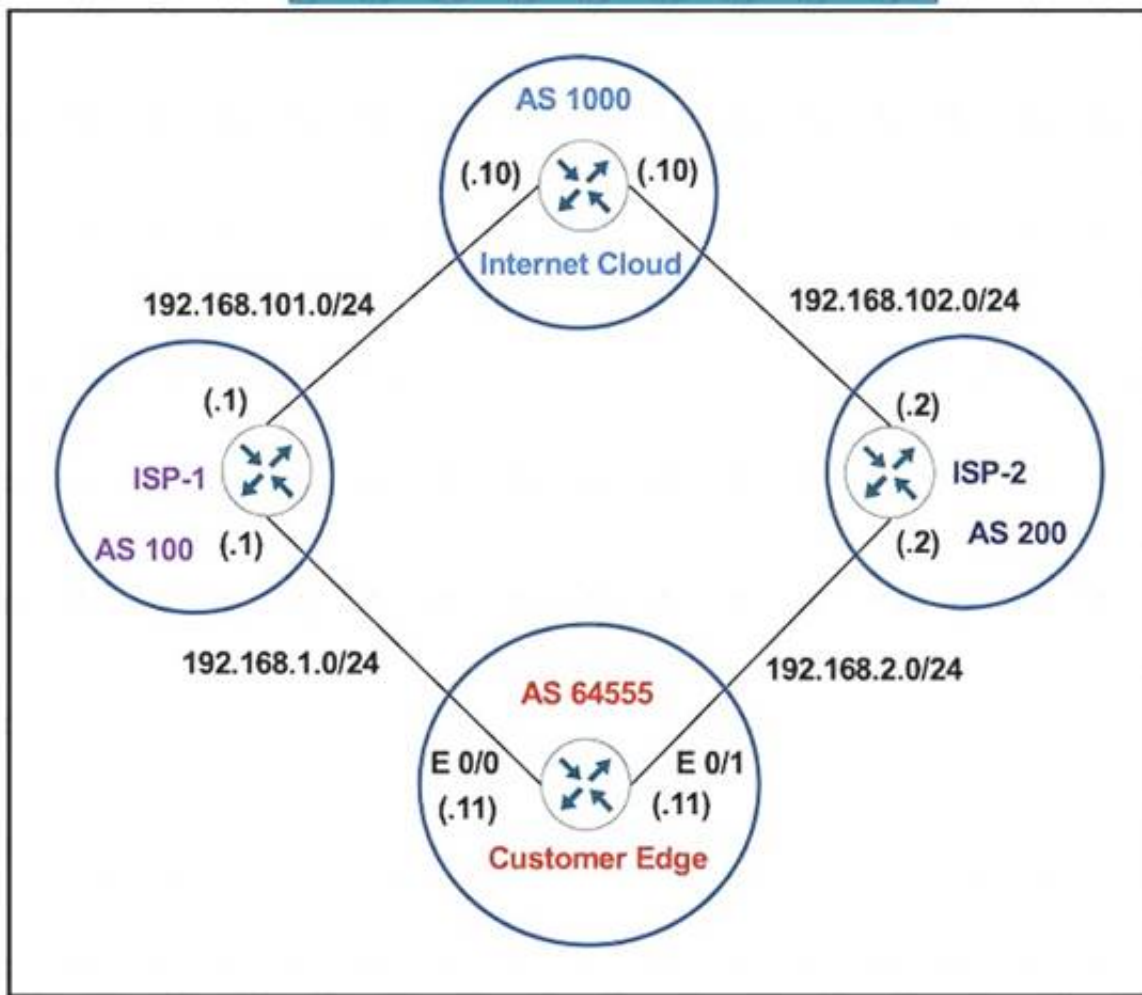 AS 1000
(.10) (.10)
Internet Cloud
192.168.101.0/24
192.168.102.0/24
(.1)
ISP-1
AS 100 (.1)
(.2)
ISP-2
AS 200
(.2)
192.168.1.0/24
192.168.2.0/24
AS 64555
E 0/0 E 0/1
(.11) (.11)
Customer Edge